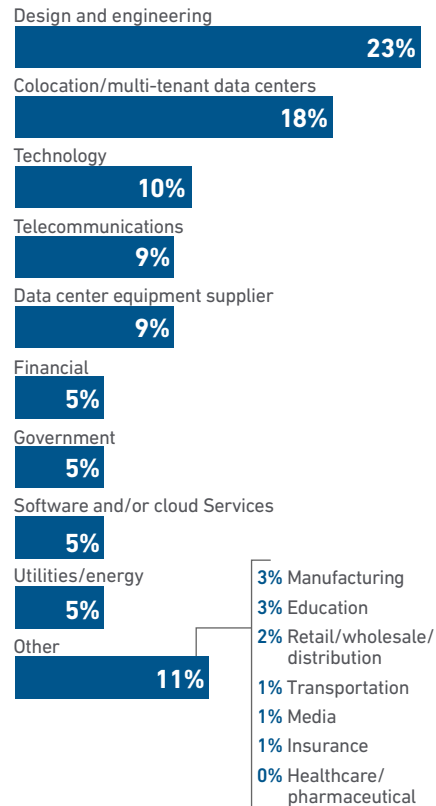 Design and engineering
23%
Colocation/multi-tenant data centers
18%
Technology
10%
Telecommunications
9%
Data center equipment supplier
9%
Financial
5%
Government
5%
Software and/or cloud Services
5%
Utilities/energy
5%
Other
11%
3% Manufacturing
3% Education
2% Retail/wholesale/
distribution
1% Transportation
1% Media
1% Insurance
0% Healthcare/
pharmaceutical